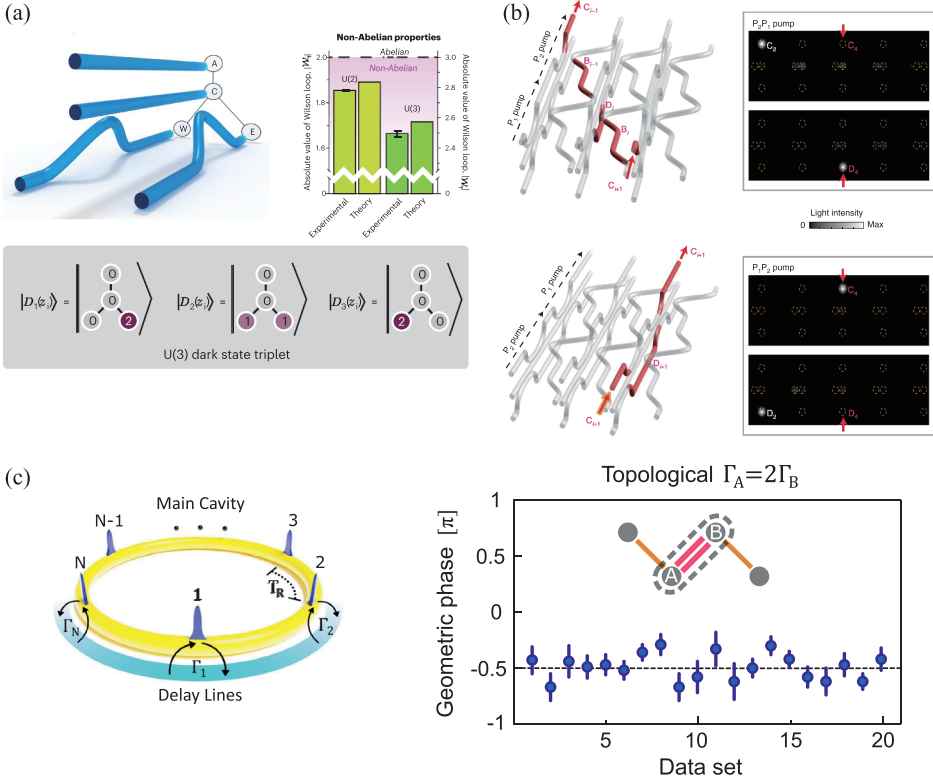 (a)
A
C
W
E
Non-Abelian properties
Absolute value of Wilson loop, |W|
2.0
1.8
1.6
0
Abelian
Non-Abelian
U(2)
U(3)
3.0
2.8
2.6
2.4
0
Absolute value of Wilson loop, |W|
Experimental
Theory
Experimental
Theory
|D₁(zᵢ)⟩ = | 0 0 0 2 ⟩
|D₂(zᵢ)⟩ = | 0 0 1 1 ⟩
|D₃(zᵢ)⟩ = | 0 0 2 0 ⟩
U(3) dark state triplet
(b)
P₁ pump
P₂ pump
Cᵢ₋₁
Bᵢ₋₁
Dᵢ
Bᵢ
Cᵢ₊₁
P₂P₁ pump
C₂
C₄
D₄
Light intensity
0
Max
P₂ pump
P₁ pump
Cᵢ₊₁
Dᵢ₊₁
Cᵢ₊₁
P₁P₂ pump
C₄
D₂
D₄
(c)
Main Cavity
N-1
• • •
3
N
2
T_R
1
Γ_N
Γ₁
Γ₂
Delay Lines
Topological Γ_A=2Γ_B
Geometric phase [π]
1
0.5
0
-0.5
-1
A
B
5
10
15
20
Data set